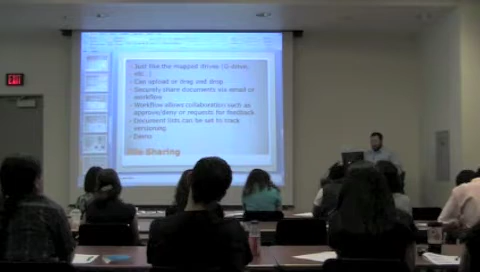 - Just like the mapped drives (G-drive,
etc...)
- Can upload or drag and drop
- Securely share documents via email or
workflow
- Workflow allows collaboration such as
approve/deny or requests for feedback.
- Document lists can be set to track
versioning
- Demo
File Sharing
EXIT